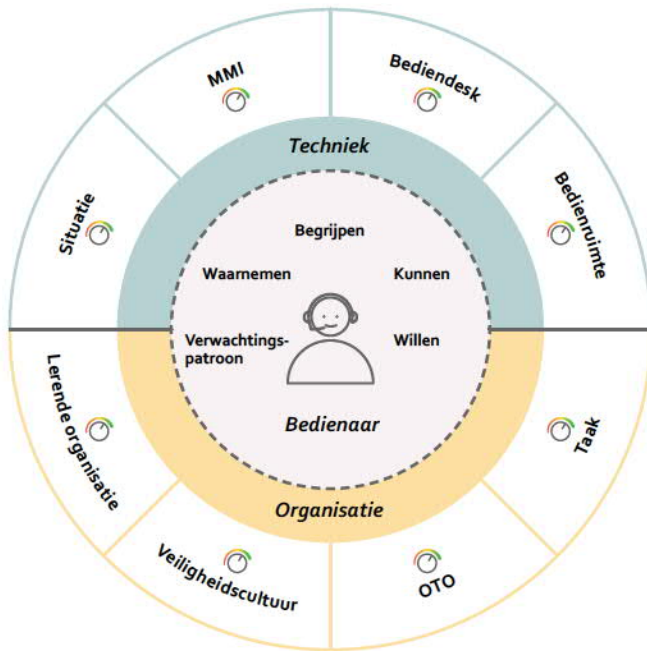 MMI
Bediendesk
Situatie
Bedienruimte
Techniek
Begrijpen
Waarnemen
Kunnen
Verwachtings-
patroon
Willen
Bedienaar
Organisatie
Lerende organisatie
Taak
Veiligheidscultuur
OTO